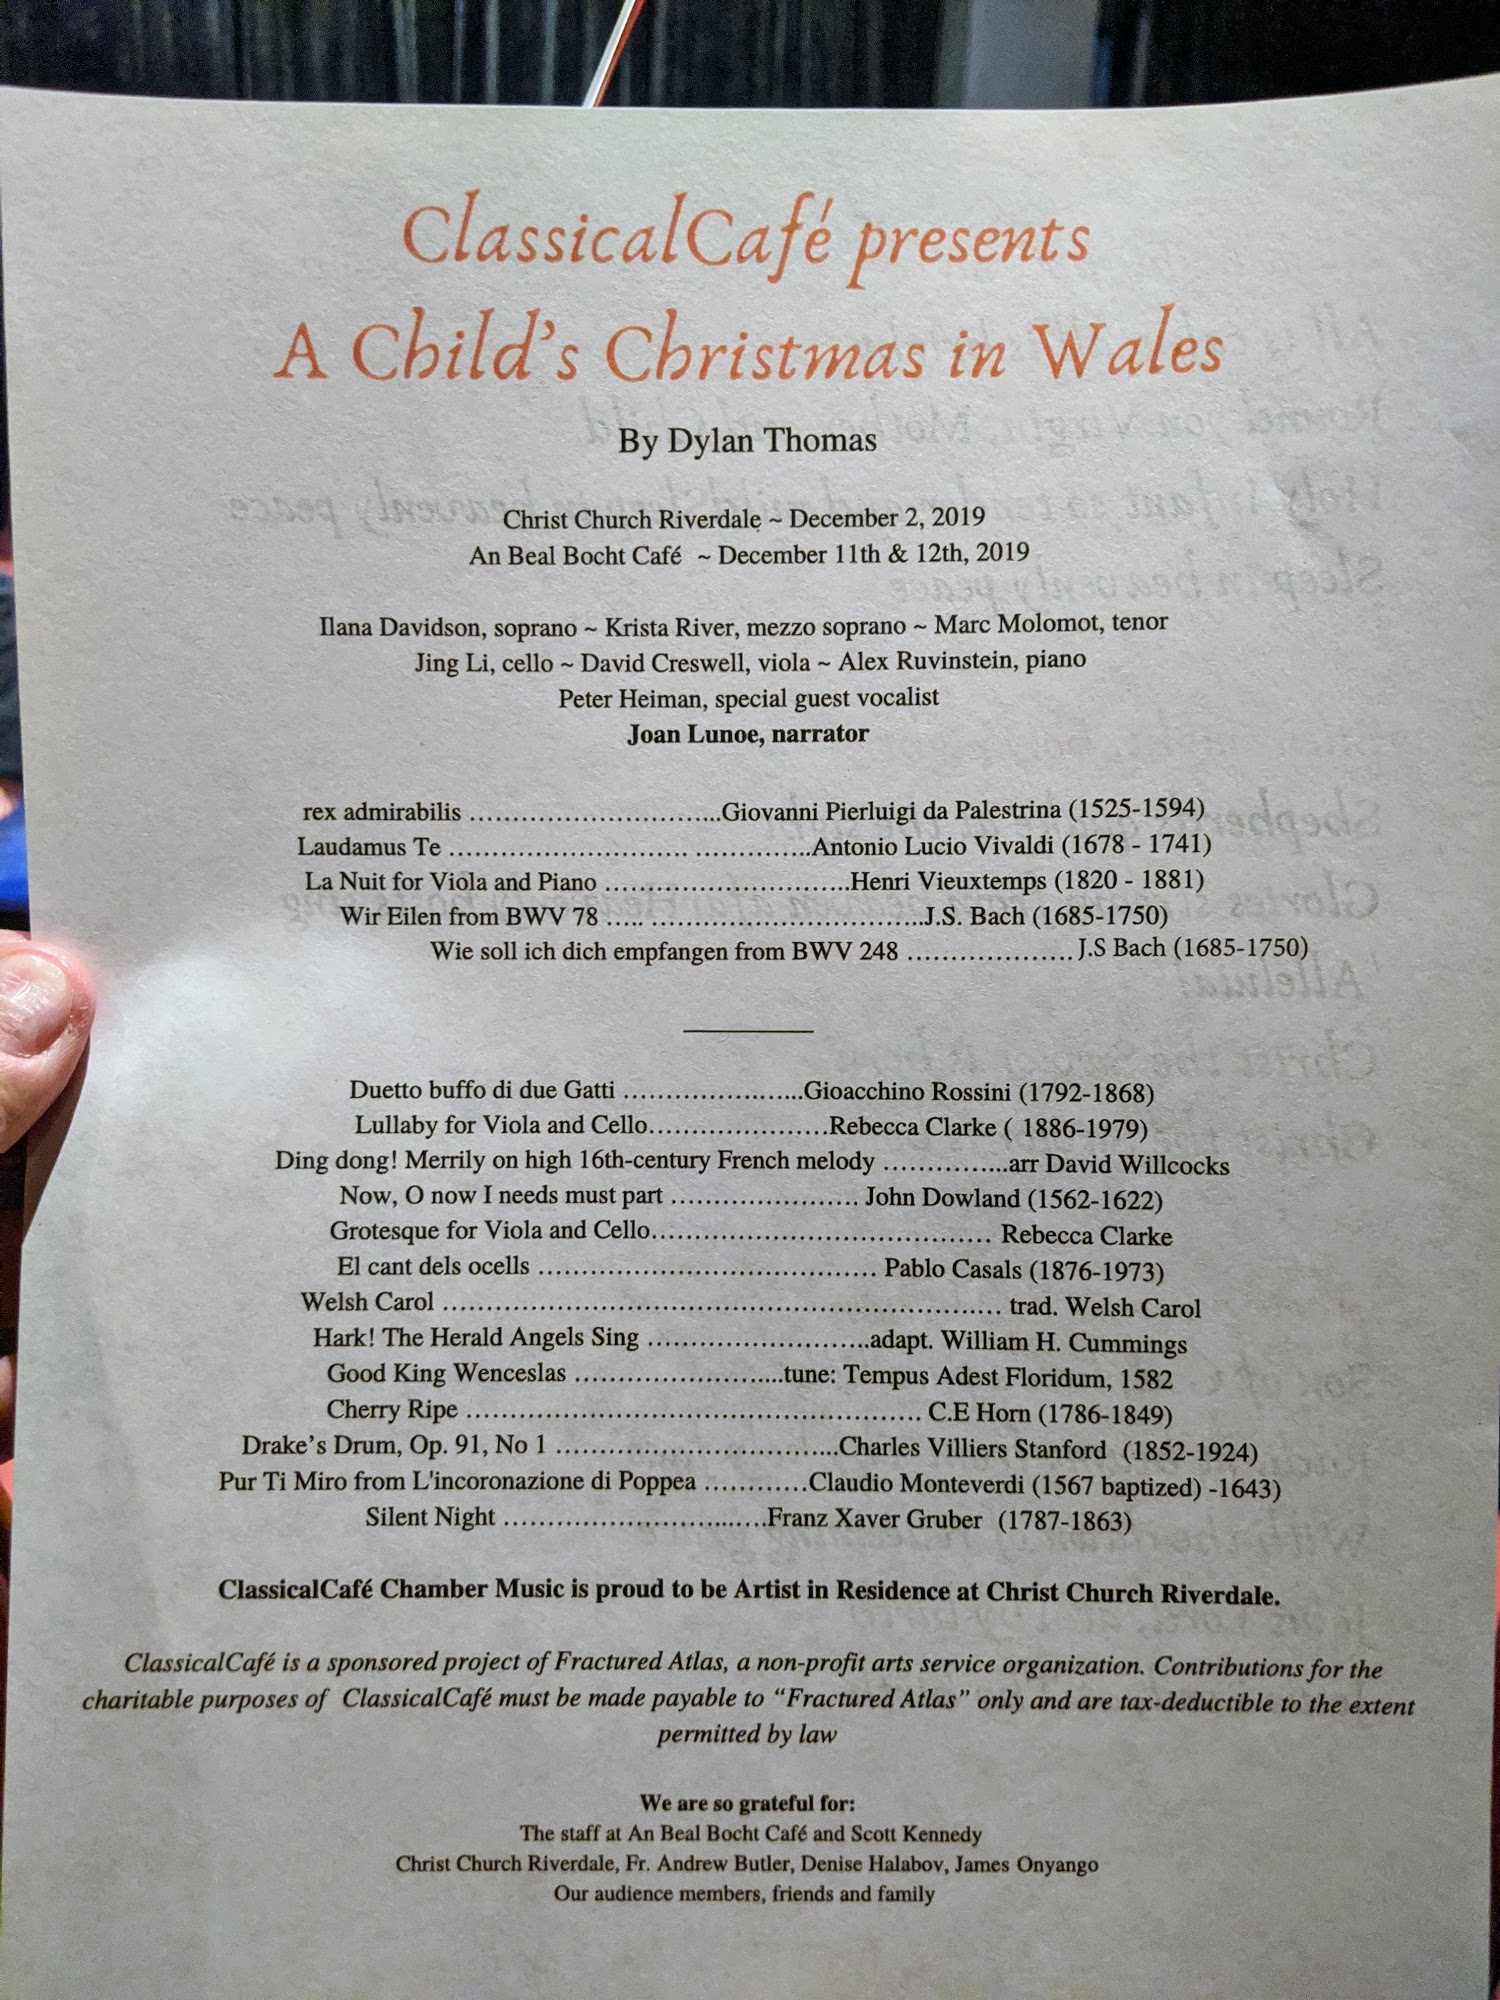 ClassicalCafé presents
A Child's Christmas in Wales
By Dylan Thomas
Christ Church Riverdale ~ December 2, 2019
An Beal Bocht Café ~ December 11th & 12th, 2019
Ilana Davidson, soprano ~ Krista River, mezzo soprano ~ Marc Molomot, tenor
Jing Li, cello ~ David Creswell, viola ~ Alex Ruvinstein, piano
Peter Heiman, special guest vocalist
Joan Lunoe, narrator
rex admirabilis ..............................Giovanni Pierluigi da Palestrina (1525-1594)
Laudamus Te ............................ ..............Antonio Lucio Vivaldi (1678 - 1741)
La Nuit for Viola and Piano .............................Henri Vieuxtemps (1820 - 1881)
Wir Eilen from BWV 78 ..... ................................J.S. Bach (1685-1750)
Wie soll ich dich empfangen from BWV 248 ...................J.S Bach (1685-1750)
Duetto buffo di due Gatti .....................Gioacchino Rossini (1792-1868)
Lullaby for Viola and Cello.....................Rebecca Clarke ( 1886-1979)
Ding dong! Merrily on high 16th-century French melody ...............arr David Willcocks
Now, O now I needs must part ...................... John Dowland (1562-1622)
Grotesque for Viola and Cello....................................... Rebecca Clarke
El cant dels ocells ....................................... Pablo Casals (1876-1973)
Welsh Carol ................................................................ trad. Welsh Carol
Hark! The Herald Angels Sing ..........................adapt. William H. Cummings
Good King Wenceslas ........................tune: Tempus Adest Floridum, 1582
Cherry Ripe .................................................... C.E Horn (1786-1849)
Drake's Drum, Op. 91, No 1 .................................Charles Villiers Stanford (1852-1924)
Pur Ti Miro from L'incoronazione di Poppea ............Claudio Monteverdi (1567 baptized) -1643)
Silent Night ..............................Franz Xaver Gruber (1787-1863)
ClassicalCafé Chamber Music is proud to be Artist in Residence at Christ Church Riverdale.
ClassicalCafé is a sponsored project of Fractured Atlas, a non-profit arts service organization. Contributions for the
charitable purposes of ClassicalCafé must be made payable to “Fractured Atlas” only and are tax-deductible to the extent
permitted by law
We are so grateful for:
The staff at An Beal Bocht Café and Scott Kennedy
Christ Church Riverdale, Fr. Andrew Butler, Denise Halabov, James Onyango
Our audience members, friends and family